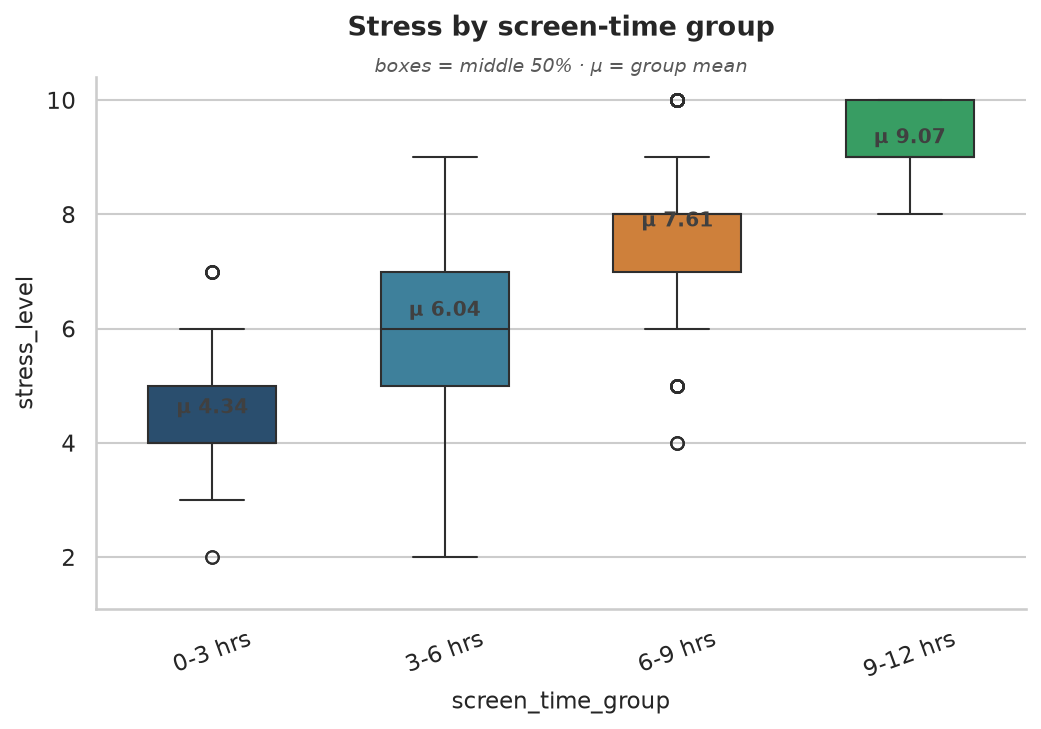 Stress by screen-time group
boxes = middle 50% · μ = group mean
stress_level
10
8
6
4
2
μ 4.34
μ 6.04
μ 7.61
μ 9.07
0-3 hrs
3-6 hrs
6-9 hrs
9-12 hrs
screen_time_group